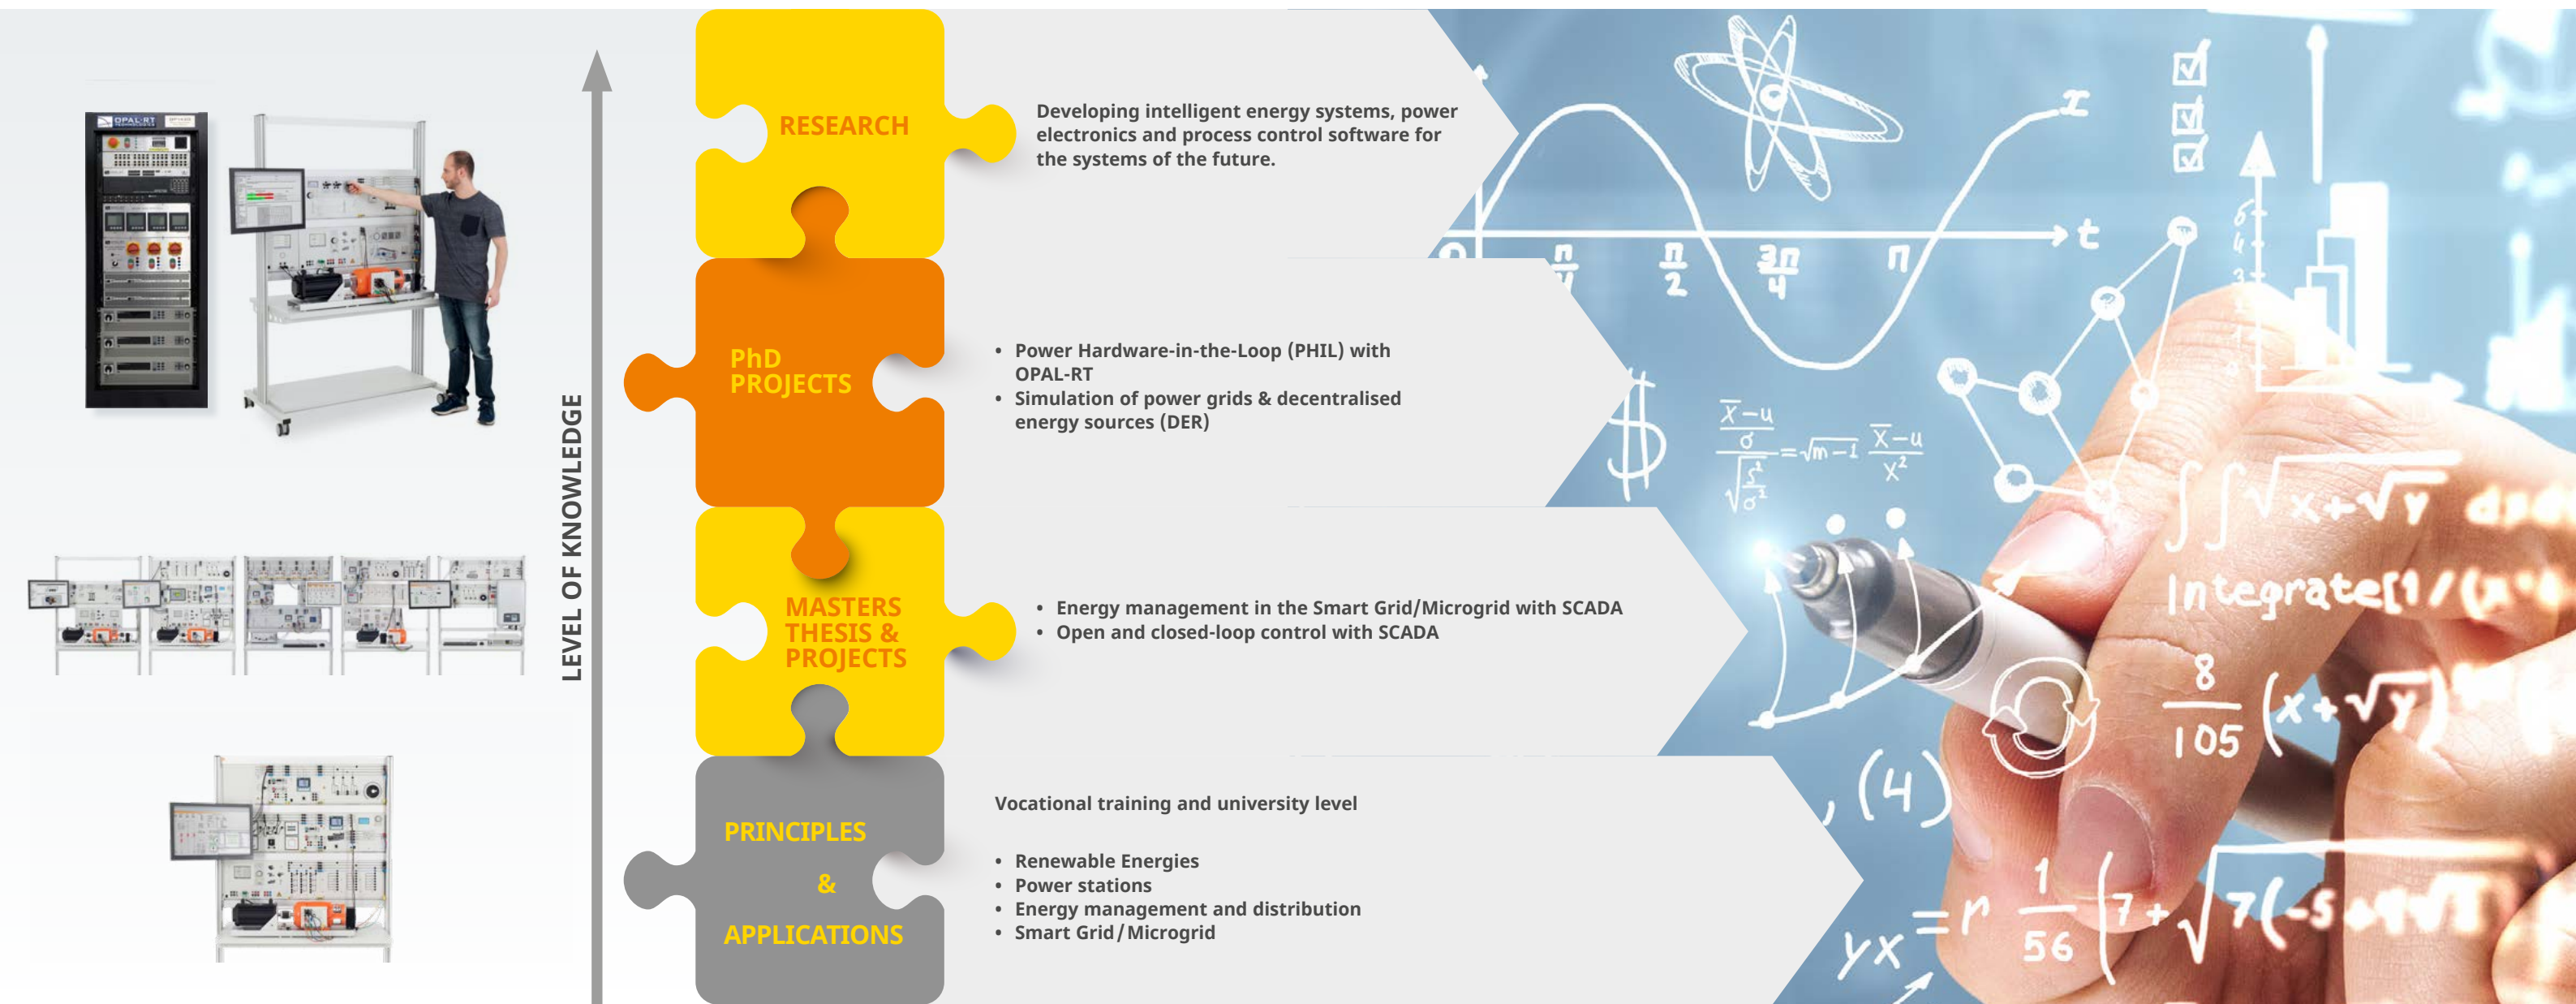 OPAL-RT
TECHNOLOGIES
LEVEL OF KNOWLEDGE
RESEARCH
Developing intelligent energy systems, power
electronics and process control software for
the systems of the future.
PhD
PROJECTS
• Power Hardware-in-the-Loop (PHIL) with
OPAL-RT
• Simulation of power grids & decentralised
energy sources (DER)
MASTERS
THESIS &
PROJECTS
• Energy management in the Smart Grid/Microgrid with SCADA
• Open and closed-loop control with SCADA
PRINCIPLES
&
APPLICATIONS
Vocational training and university level
• Renewable Energies
• Power stations
• Energy management and distribution
• Smart Grid/Microgrid
x
t
π/2
3π/4
π
$
=√m-1
Integrate[1/(
8/105 (x+√y)
, (4)
yx = r 1/56